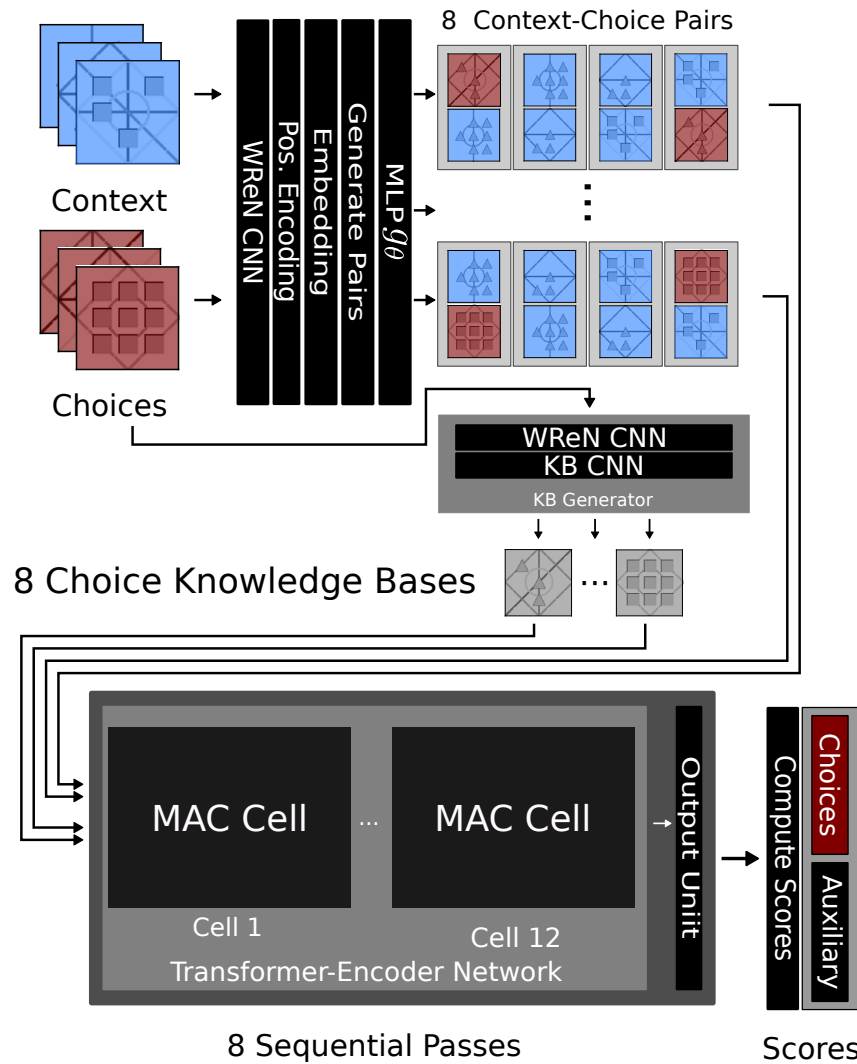 8 Context-Choice Pairs
Context
Choices
WReN CNN
Pos. Encoding
Embedding
Generate Pairs
MLP gθ
WReN CNN
KB CNN
KB Generator
8 Choice Knowledge Bases
...
MAC Cell
...
MAC Cell
Cell 1
Cell 12
Transformer-Encoder Network
Output Uniit
Compute Scores
Choices
Auxiliary
8 Sequential Passes
Scores